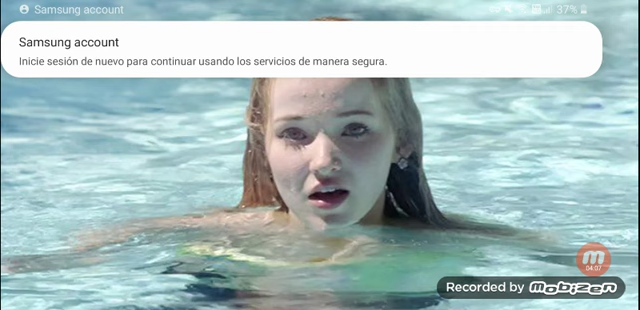 Samsung account
37%
Samsung account
Inicie sesión de nuevo para continuar usando los servicios de manera segura.
04:07
Recorded by Mobizen